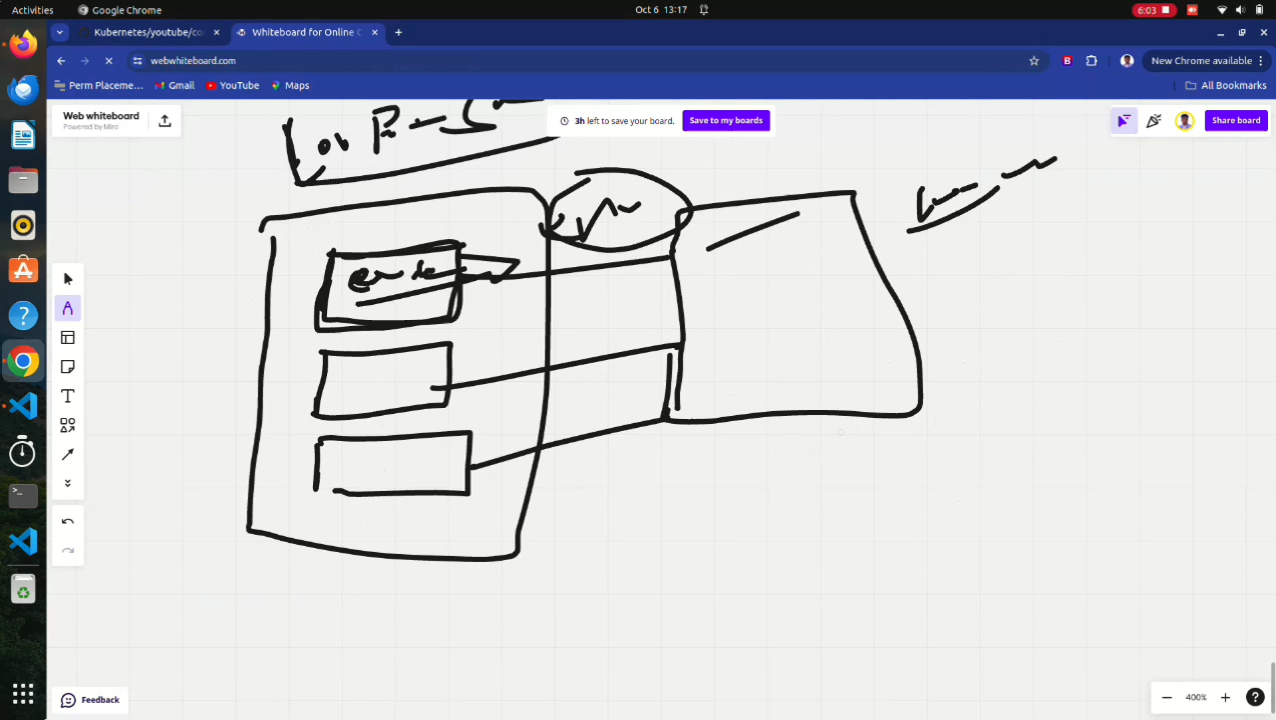 Activities
Google Chrome
Oct 6 13:17
6:03
Kubernetes/youtube/co
Whiteboard for Online C
webwhiteboard.com
New Chrome available
Perm Placeme...
Gmail
YouTube
Maps
All Bookmarks
Web whiteboard
Powered by Miro
3h left to save your board.
Save to my boards
Share board
Feedback
400%